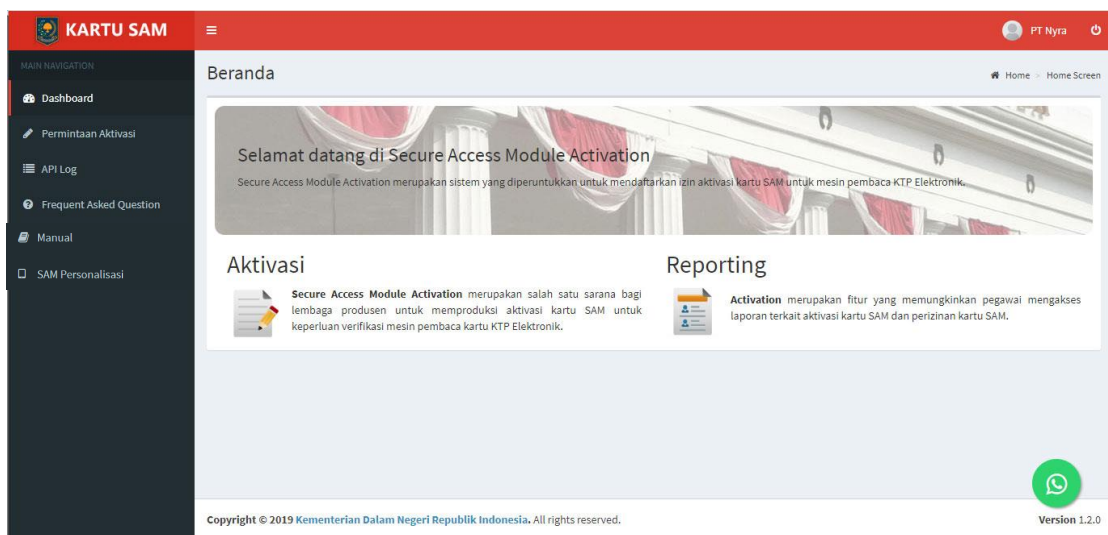 KARTU SAM
PT Nyra
MAIN NAVIGATION
Dashboard
Permintaan Aktivasi
API Log
Frequent Asked Question
Manual
SAM Personalisasi
Beranda
Home > Home Screen
Selamat datang di Secure Access Module Activation
Secure Access Module Activation merupakan sistem yang diperuntukkan untuk mendaftarkan izin aktivasi kartu SAM untuk mesin pembaca KTP Elektronik.
Aktivasi
Secure Access Module Activation merupakan salah satu sarana bagi
lembaga produsen untuk memproduksi aktivasi kartu SAM untuk
keperluan verifikasi mesin pembaca kartu KTP Elektronik.
Reporting
Activation merupakan fitur yang memungkinkan pegawai mengakses
laporan terkait aktivasi kartu SAM dan perizinan kartu SAM.
Copyright © 2019 Kementerian Dalam Negeri Republik Indonesia. All rights reserved.
Version 1.2.0